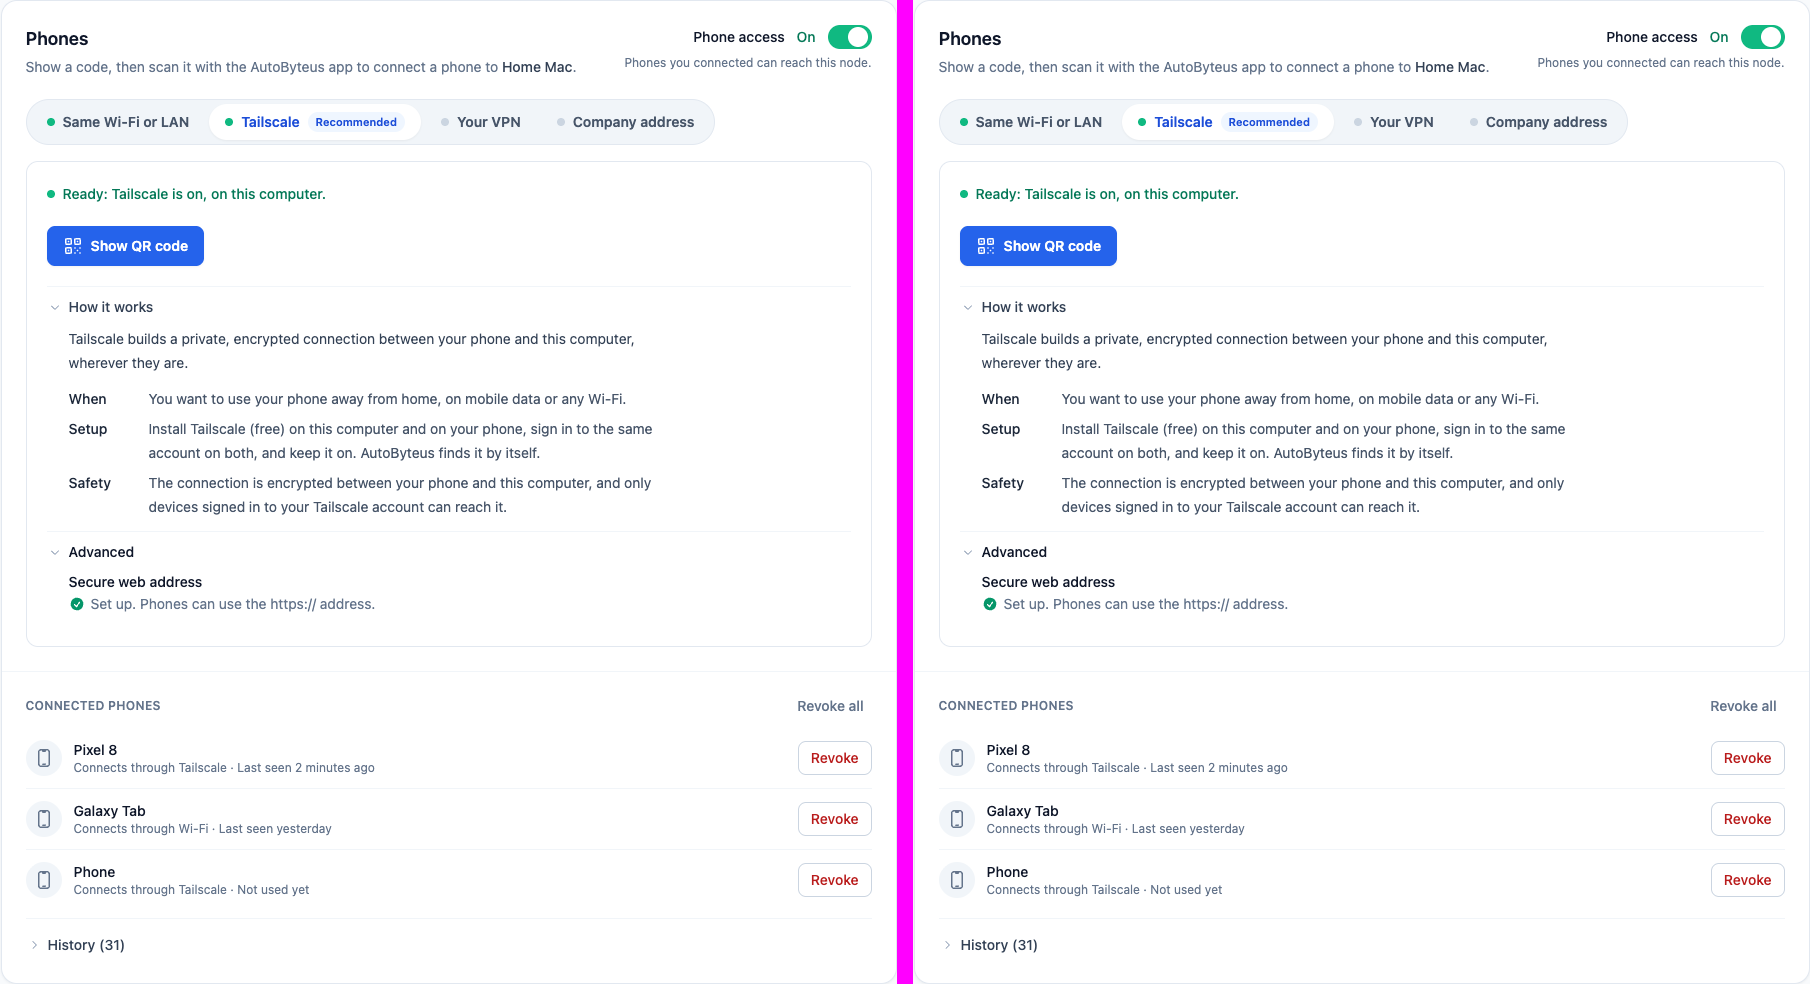 Phones
Phone access On
Show a code, then scan it with the AutoByteus app to connect a phone to Home Mac.
Phones you connected can reach this node.
Same Wi-Fi or LAN
Tailscale Recommended
Your VPN
Company address
Ready: Tailscale is on, on this computer.
Show QR code
How it works
Tailscale builds a private, encrypted connection between your phone and this computer,
wherever they are.
When You want to use your phone away from home, on mobile data or any Wi-Fi.
Setup Install Tailscale (free) on this computer and on your phone, sign in to the same
account on both, and keep it on. AutoByteus finds it by itself.
Safety The connection is encrypted between your phone and this computer, and only
devices signed in to your Tailscale account can reach it.
Advanced
Secure web address
Set up. Phones can use the https:// address.
CONNECTED PHONES
Revoke all
Pixel 8
Connects through Tailscale · Last seen 2 minutes ago
Revoke
Galaxy Tab
Connects through Wi-Fi · Last seen yesterday
Revoke
Phone
Connects through Tailscale · Not used yet
Revoke
History (31)
Phones
Phone access On
Show a code, then scan it with the AutoByteus app to connect a phone to Home Mac.
Phones you connected can reach this node.
Same Wi-Fi or LAN
Tailscale Recommended
Your VPN
Company address
Ready: Tailscale is on, on this computer.
Show QR code
How it works
Tailscale builds a private, encrypted connection between your phone and this computer,
wherever they are.
When You want to use your phone away from home, on mobile data or any Wi-Fi.
Setup Install Tailscale (free) on this computer and on your phone, sign in to the same
account on both, and keep it on. AutoByteus finds it by itself.
Safety The connection is encrypted between your phone and this computer, and only
devices signed in to your Tailscale account can reach it.
Advanced
Secure web address
Set up. Phones can use the https:// address.
CONNECTED PHONES
Revoke all
Pixel 8
Connects through Tailscale · Last seen 2 minutes ago
Revoke
Galaxy Tab
Connects through Wi-Fi · Last seen yesterday
Revoke
Phone
Connects through Tailscale · Not used yet
Revoke
History (31)